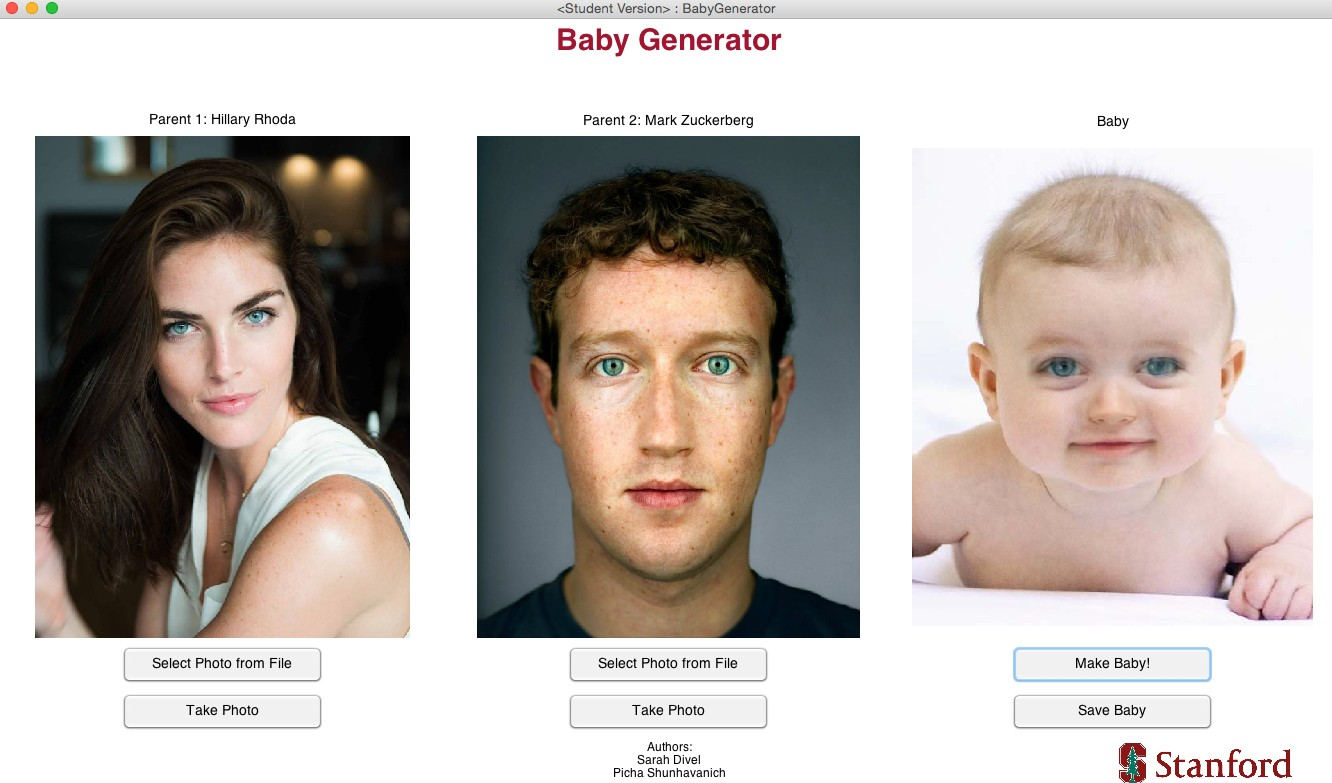 <Student Version> : BabyGenerator
Baby Generator
Parent 1: Hillary Rhoda
Parent 2: Mark Zuckerberg
Baby
Select Photo from File
Select Photo from File
Make Baby!
Take Photo
Take Photo
Save Baby
Authors:
Sarah Divel
Picha Shunhavanich
S Stanford